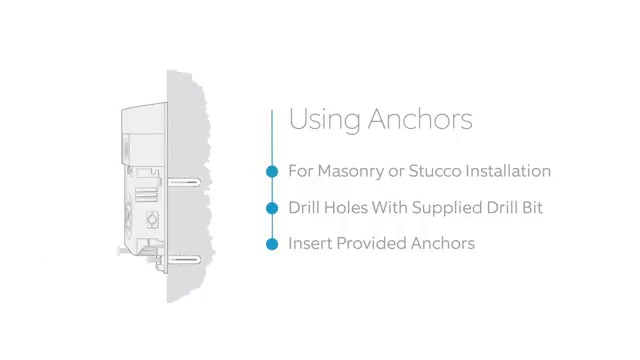 Using Anchors
For Masonry or Stucco Installation
Drill Holes With Supplied Drill Bit
Insert Provided Anchors